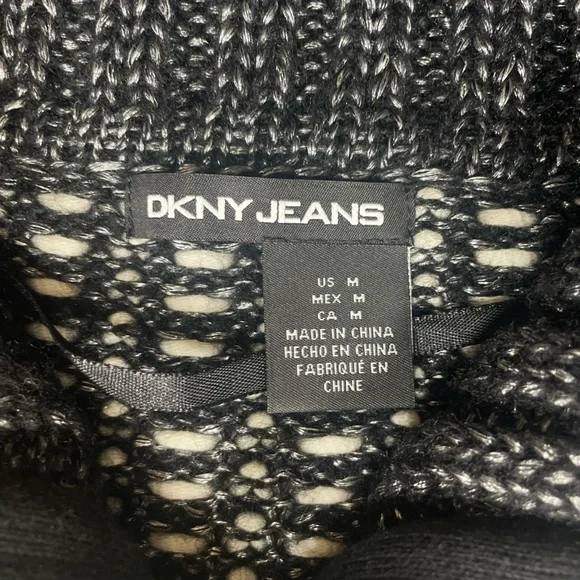 DKNY JEANS
US M
MEX M
CA M
MADE IN CHINA
HECHO EN CHINA
FABRIQUÉ EN
CHINE